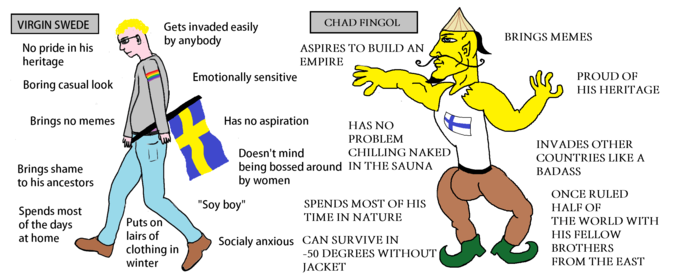 VIRGIN SWEDE
Gets invaded easily
by anybody
No pride in his
heritage
Boring casual look
Emotionally sensitive
Brings no memes
Has no aspiration
Doesn't mind
being bossed around
by women
Brings shame
to his ancestors
"Soy boy"
Spends most
of the days
at home
Puts on
lairs of
clothing in
winter
Socialy anxious
CHAD FINGOL
BRINGS MEMES
ASPIRES TO BUILD AN
EMPIRE
PROUD OF
HIS HERITAGE
HAS NO
PROBLEM
CHILLING NAKED
IN THE SAUNA
INVADES OTHER
COUNTRIES LIKE A
BADASS
SPENDS MOST OF HIS
TIME IN NATURE
ONCE RULED
HALF OF
THE WORLD WITH
HIS FELLOW
BROTHERS
FROM THE EAST
CAN SURVIVE IN
-50 DEGREES WITHOUT
JACKET